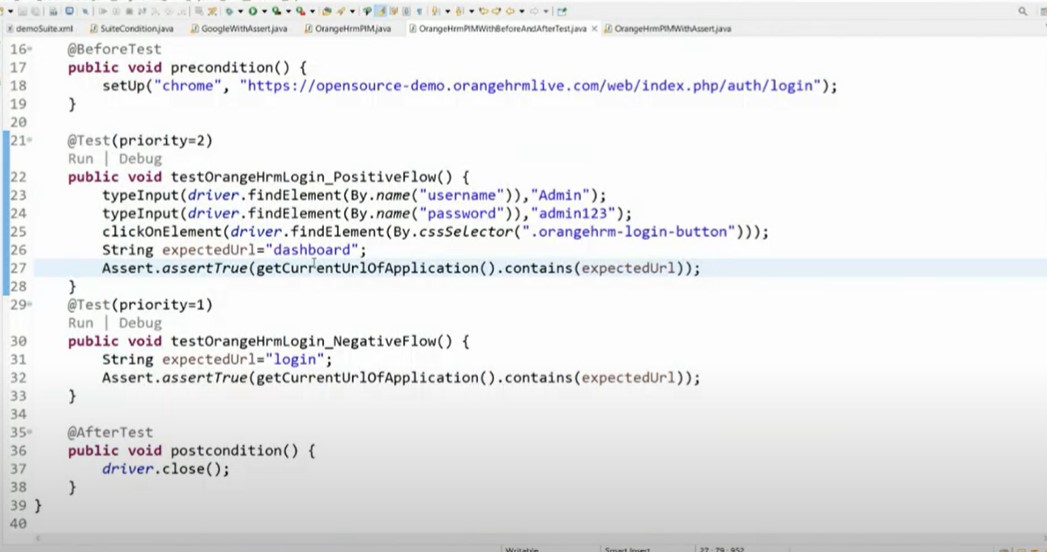 demoSuite.xml SuiteCondition.java GoogleWithAssert.java OrangeHrmPIM.java OrangeHrmPIMWithBeforeAndAfterTest.java OrangeHrmPIMWithAssert.java
16 @BeforeTest
17 public void precondition() {
18 setUp("chrome", "https://opensource-demo.orangehrmlive.com/web/index.php/auth/login");
19 }
20
21 @Test(priority=2)
Run | Debug
22 public void testOrangeHrmLogin_PositiveFlow() {
23 typeInput(driver.findElement(By.name("username")),"Admin");
24 typeInput(driver.findElement(By.name("password")),"admin123");
25 clickOnElement(driver.findElement(By.cssSelector(".orangehrm-login-button")));
26 String expectedUrl="dashboard";
27 Assert.assertTrue(getCurrentUrlOfApplication().contains(expectedUrl));
28 }
29 @Test(priority=1)
Run | Debug
30 public void testOrangeHrmLogin_NegativeFlow() {
31 String expectedUrl="login";
32 Assert.assertTrue(getCurrentUrlOfApplication().contains(expectedUrl));
33 }
34
35 @AfterTest
36 public void postcondition() {
37 driver.close();
38 }
39 }
40
Writable Smart Insert 27 : 79 : 952